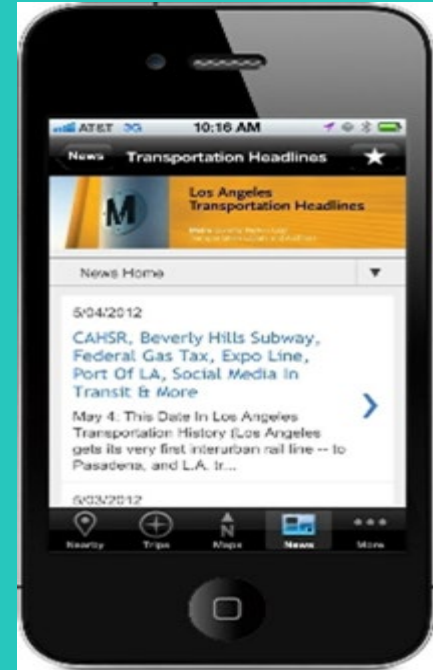 AT&T 3G 10:16 AM
News Transportation Headlines
M
Los Angeles
Transportation Headlines
News Home
5/04/2012
CAHSR, Beverly Hills Subway,
Federal Gas Tax, Expo Line,
Port Of LA, Social Media In
Transit & More
May 4: This Date In Los Angeles
Transportation History (Los Angeles
gets its very first interurban rail line -- to
Pasadena, and L.A. tr...
5/03/2012
N
Nearby Trips Maps News More